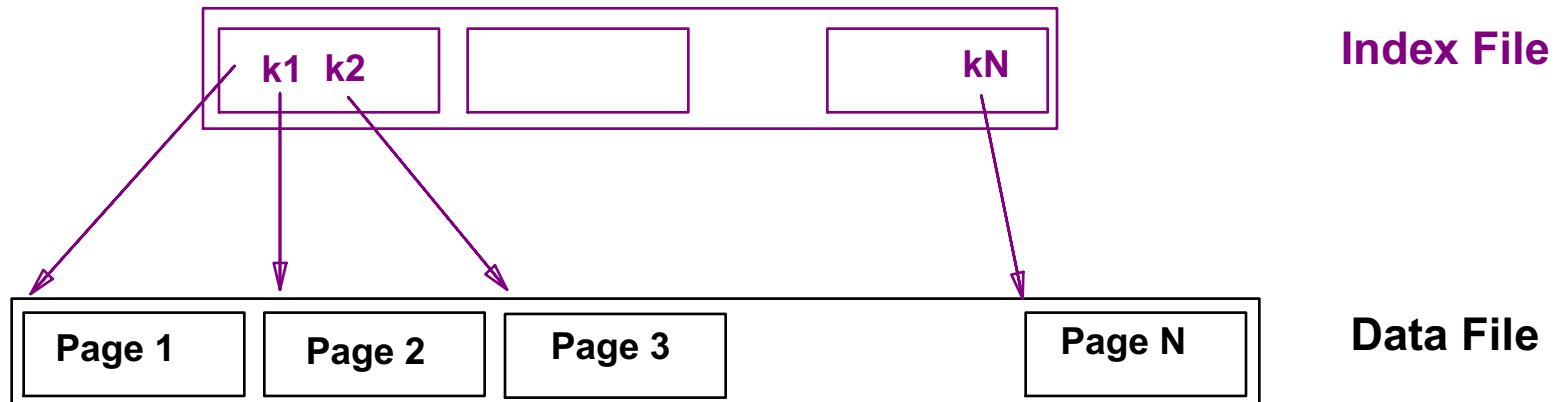 k1 k2
kN
Index File
Page 1
Page 2
Page 3
Page N
Data File